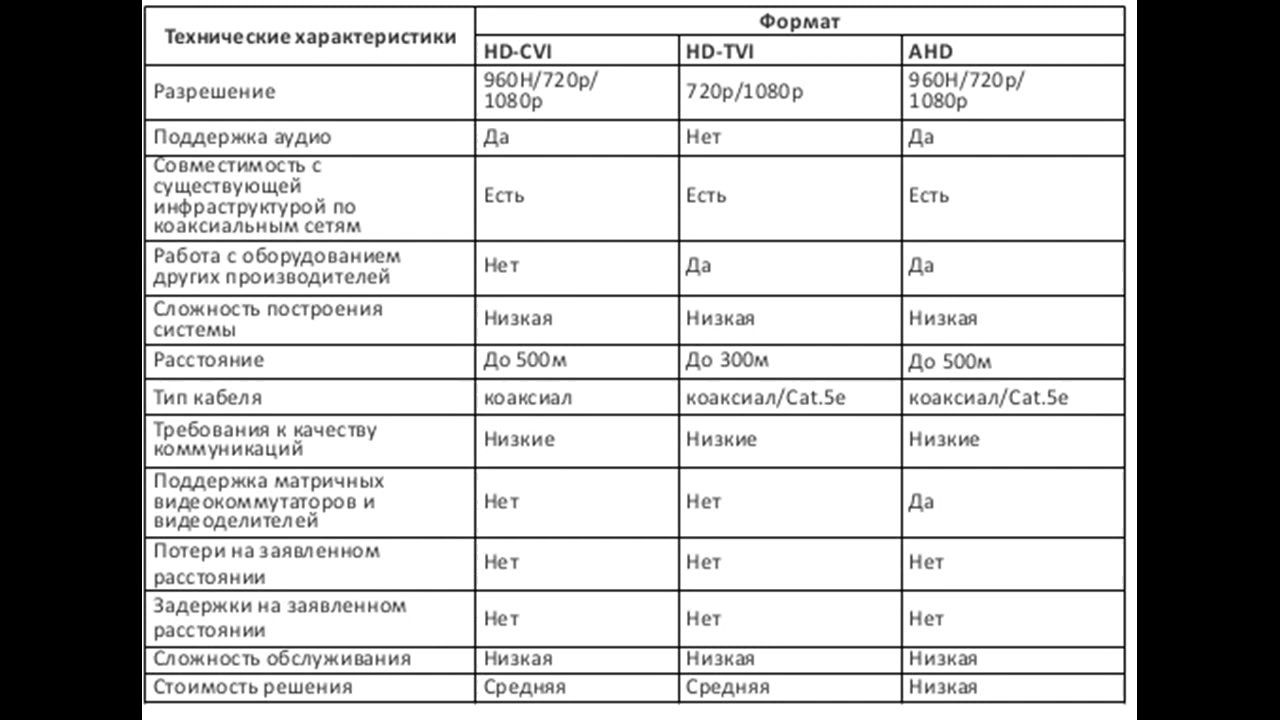 Технические характеристики
Формат
HD-CVI
HD-TVI
AHD
Разрешение
960H/720p/
1080p
720p/1080p
960H/720p/
1080p
Поддержка аудио
Да
Нет
Да
Совместимость с
существующей
инфраструктурой по
коаксиальным сетям
Есть
Есть
Есть
Работа с оборудованием
других производителей
Нет
Да
Да
Сложность построения
системы
Низкая
Низкая
Низкая
Расстояние
До 500м
До 300м
До 500м
Тип кабеля
коаксиал
коаксиал/Cat.5e
коаксиал/Cat.5e
Требования к качеству
коммуникаций
Низкие
Низкие
Низкие
Поддержка матричных
видеокоммутаторов и
видеоделителей
Нет
Нет
Да
Потери на заявленном
расстоянии
Нет
Нет
Нет
Задержки на заявленном
расстоянии
Нет
Нет
Нет
Сложность обслуживания
Низкая
Низкая
Низкая
Стоимость решения
Средняя
Средняя
Низкая